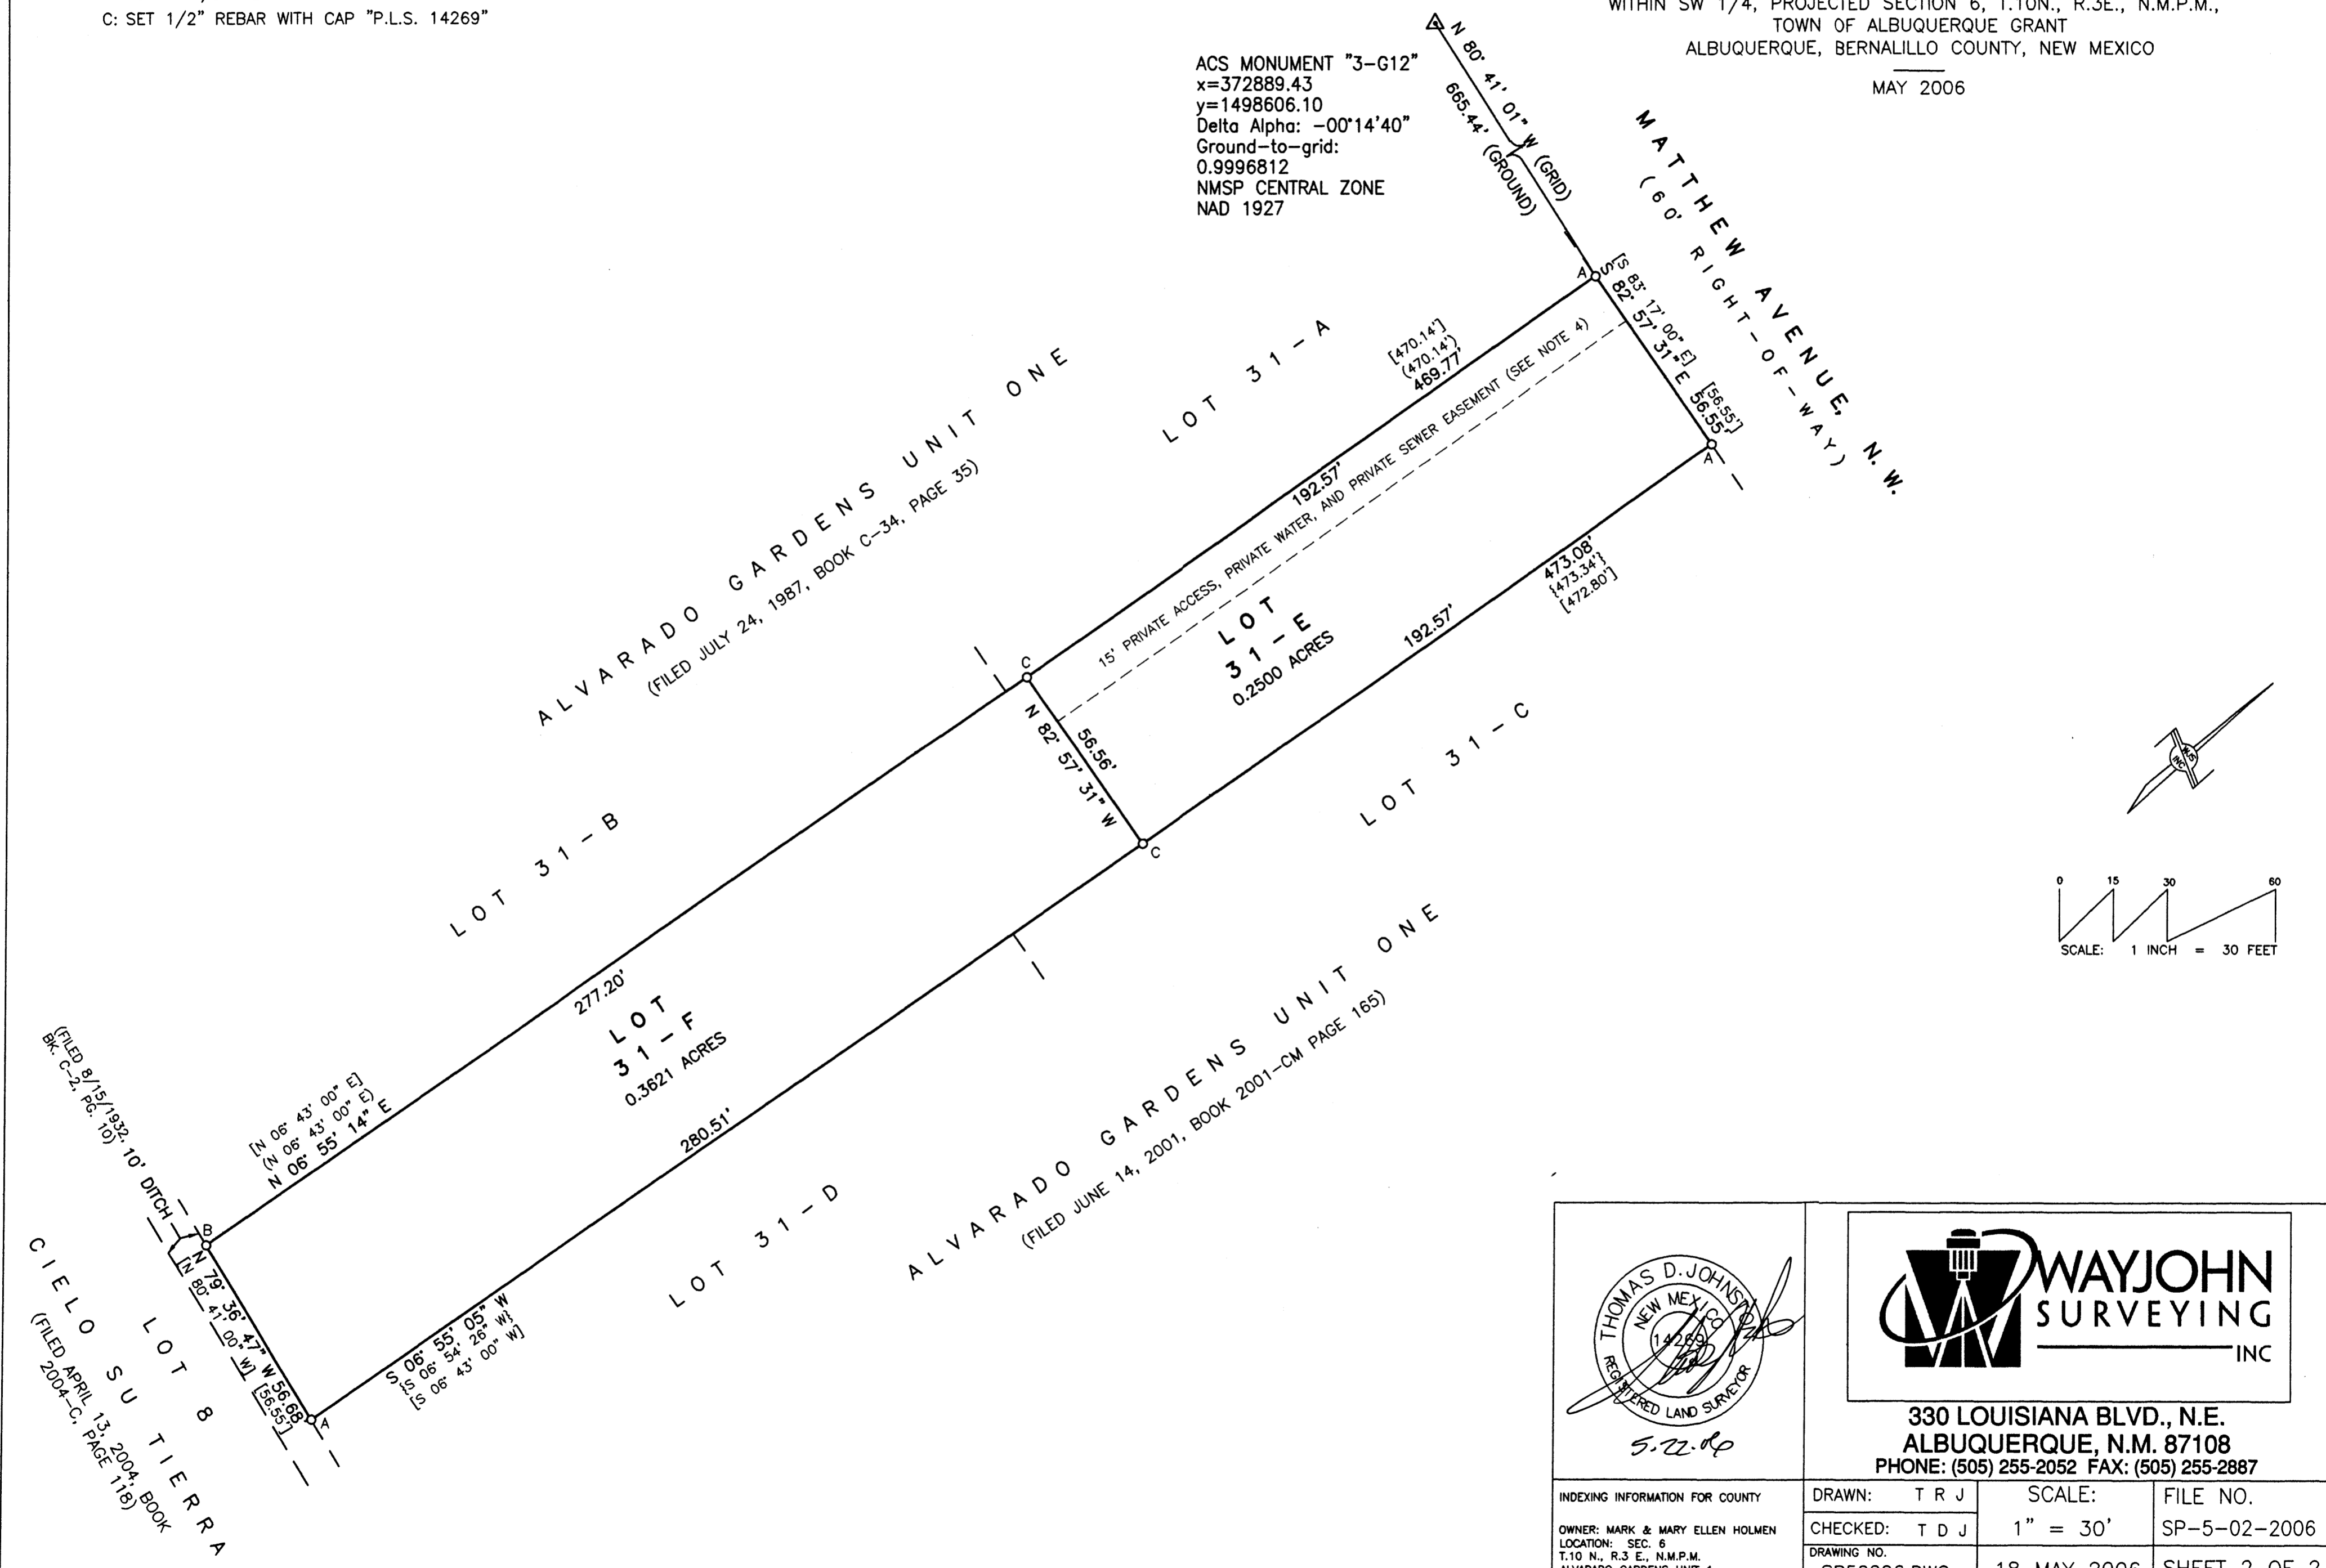 C: SET 1/2" REBAR WITH CAP "P.L.S. 14269"
WITHIN SW 1/4, PROJECTED SECTION 6, T.10N., R.3E., N.M.P.M.,
TOWN OF ALBUQUERQUE GRANT
ALBUQUERQUE, BERNALILLO COUNTY, NEW MEXICO
MAY 2006
ACS MONUMENT "3-G12"
x=372889.43
y=1498606.10
Delta Alpha: -00°14'40"
Ground-to-grid:
0.9996812
NMSP CENTRAL ZONE
NAD 1927
N 80° 41' 01" W (GRID)
665.44' (GROUND)
MATTHEW AVENUE, N.W.
(60' RIGHT-OF-WAY)
A
[S 83° 17' 00" E] [56.55']
S 82° 57' 31" E 56.55'
A
LOT 31-A
[470.14']
(470.14')
469.77'
192.57'
15' PRIVATE ACCESS, PRIVATE WATER, AND PRIVATE SEWER EASEMENT (SEE NOTE 4)
LOT
31-E
0.2500 ACRES
473.08'
{473.34'}
[472.80']
192.57'
ALVARADO GARDENS UNIT ONE
(FILED JULY 24, 1987, BOOK C-34, PAGE 35)
C
56.56'
N 82° 57' 31" W
C
LOT 31-C
LOT 31-B
277.20'
LOT
31-F
0.3621 ACRES
280.51'
[N 06° 43' 00" E]
(N 06° 43' 00" E)
N 06° 55' 14" E
LOT 31-D
ALVARADO GARDENS UNIT ONE
(FILED JUNE 14, 2001, BOOK 2001-CM PAGE 165)
S 06° 55' 05" W
{S 06° 54' 26" W}
[S 06° 43' 00" W]
(FILED 8/15/1932, 10' DITCH
BK. C-2, PG. 10)
B
N 79° 36' 47" W 56.68
[N 80° 41' 00" W] [56.55']
A
LOT 8
CIELO SU TIERRA
(FILED APRIL 13, 2004, BOOK
2004-C, PAGE 118)
WJS
INC
0 15 30 60
SCALE: 1 INCH = 30 FEET
THOMAS D. JOHNSTON
NEW MEXICO
14269
REGISTERED LAND SURVEYOR
5.22.06
WAYJOHN
SURVEYING
INC
330 LOUISIANA BLVD., N.E.
ALBUQUERQUE, N.M. 87108
PHONE: (505) 255-2052 FAX: (505) 255-2887
INDEXING INFORMATION FOR COUNTY
OWNER: MARK & MARY ELLEN HOLMEN
LOCATION: SEC. 6
T.10 N., R.3 E., N.M.P.M.
ALVARADO GARDENS UNIT 1
DRAWN: T R J
CHECKED: T D J
DRAWING NO.
SCALE:
1" = 30'
18 MAY 2006
FILE NO.
SP-5-02-2006
SHEET 2 OF 2